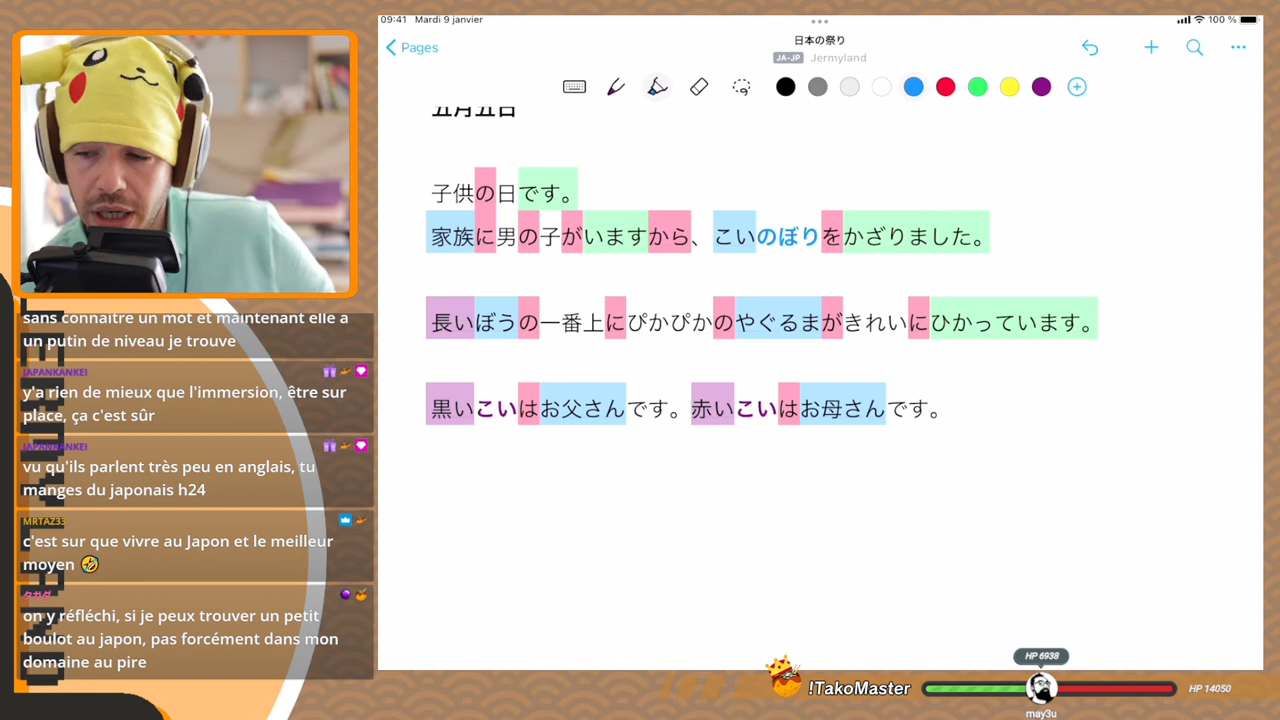 09:41 Mardi 9 janvier
100 %
Pages
日本の祭り
JA-JP Jermyland
五月五日
子供の日です。
家族に男の子がいますから、こいのぼりをかざりました。
長いぼうの一番上にぴかぴかのやぐるまがきれいにひかっています。
黒いこいはお父さんです。赤いこいはお母さんです。
sans connaitre un mot et maintenant elle a
un putin de niveau je trouve
JAPANKANKEI
y'a rien de mieux que l'immersion, être sur
place, ça c'est sûr
JAPANKANKEI
vu qu'ils parlent très peu en anglais, tu
manges du japonais h24
MRTAZ33
c'est sur que vivre au Japon et le meilleur
moyen 🤣
タガダ
on y réfléchi, si je peux trouver un petit
boulot au japon, pas forcément dans mon
domaine au pire
HP 6938
!TakoMaster
HP 14050
may3u